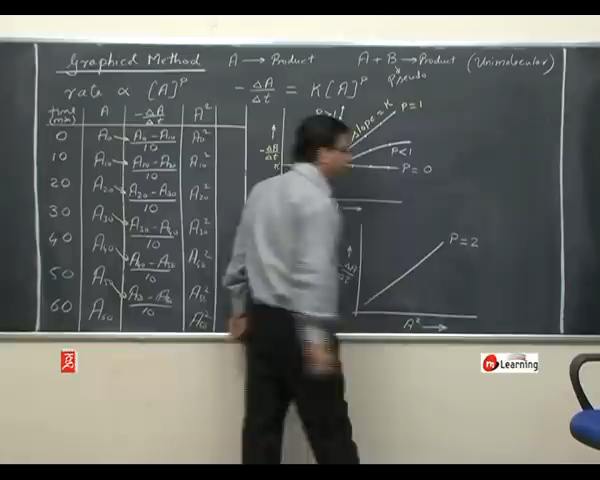 Graphical Method A → Product A + B → Product (Unimolecular)
Pseudo
rate ∝ [A]^P - ΔA/Δt = K[A]^P
time (min) A -ΔA/Δt A²
0 A₀ (A₀ - A₁₀)/10 A₀²
10 A₁₀ (A₁₀ - A₂₀)/10 A₁₀²
20 A₂₀ (A₂₀ - A₃₀)/10 A₂₀²
30 A₃₀ (A₃₀ - A₄₀)/10 A₃₀²
40 A₄₀ (A₄₀ - A₅₀)/10
50 A₅₀ 10 A₅₀²
60 A₆₀ A₆₀²
slope = K P=1
-ΔA/Δt
P<1
K P=0
P=2
ΔA/Δt
A² →
Learning